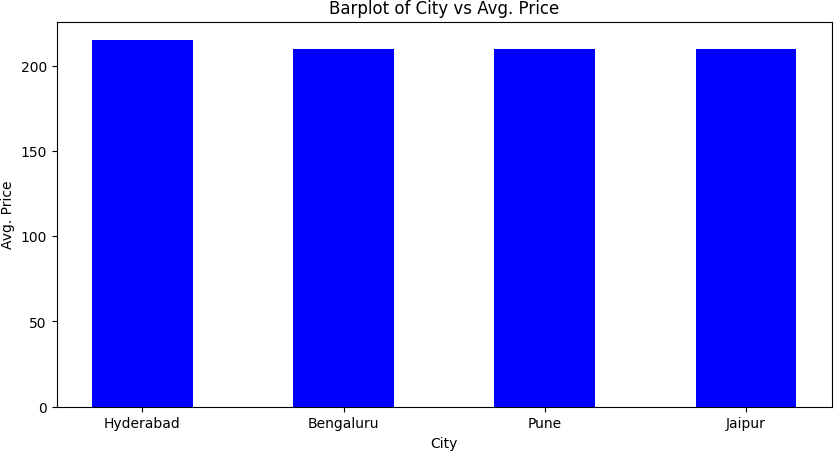 Barplot of City vs Avg. Price
Avg. Price
200
150
100
50
0
Hyderabad Bengaluru Pune Jaipur
City